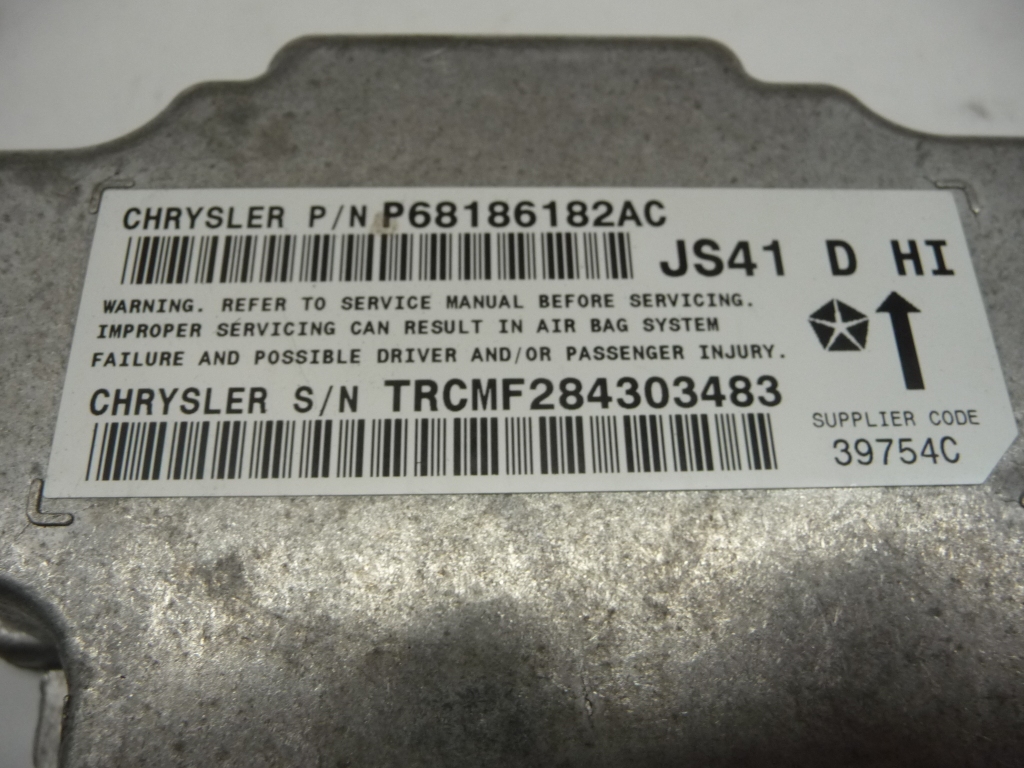 CHRYSLER P/N P68186182AC
JS41 D HI
WARNING. REFER TO SERVICE MANUAL BEFORE SERVICING.
IMPROPER SERVICING CAN RESULT IN AIR BAG SYSTEM
FAILURE AND POSSIBLE DRIVER AND/OR PASSENGER INJURY.
CHRYSLER S/N TRCMF284303483
SUPPLIER CODE
39754C